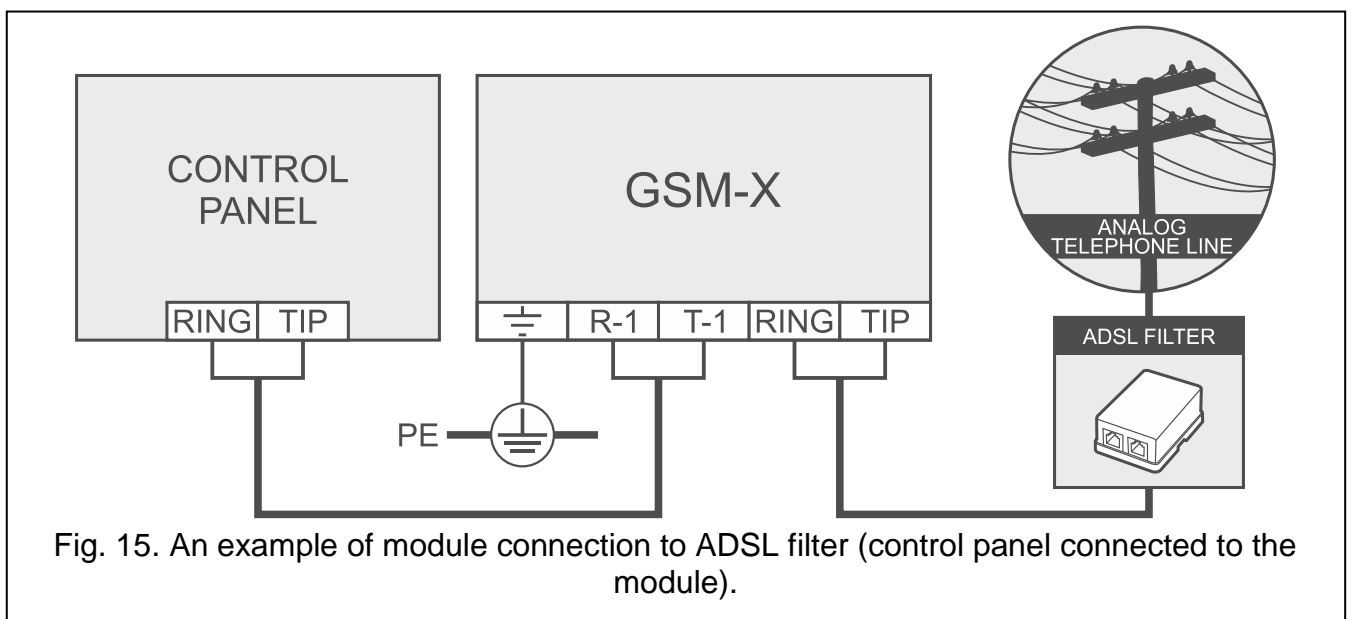 CONTROL
PANEL
RING TIP
GSM-X
R-1 T-1 RING TIP
PE
ANALOG
TELEPHONE LINE
ADSL FILTER
Fig. 15. An example of module connection to ADSL filter (control panel connected to the
module).